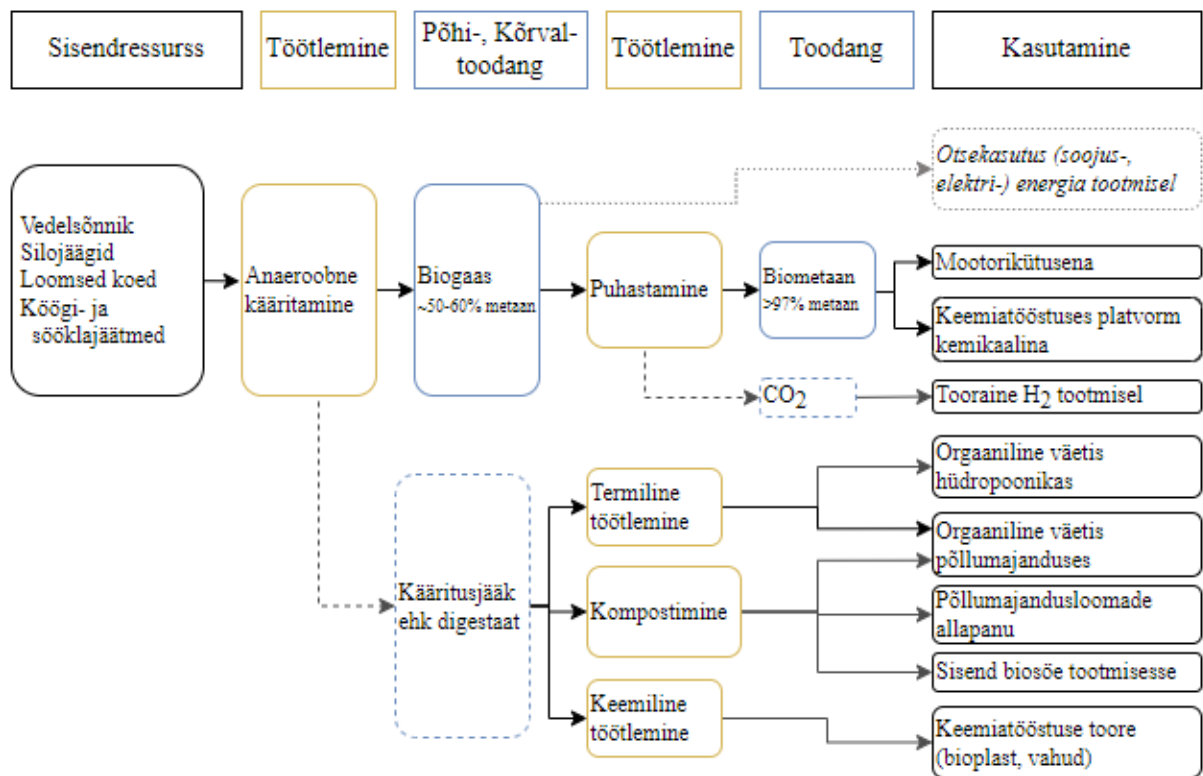 Sisendressurss
Töötlemine
Põhi-, Kõrval-
toodang
Töötlemine
Toodang
Kasutamine
Vedelsõnnik
Silojäägid
Loomsed koed
Köögi- ja
sööklajäätmed
Anaeroobne
kääritamine
Biogaas
~50-60% metaan
Puhastamine
Biometaan
>97% metaan
Otsekasutus (soojus-,
elektri-) energia tootmisel
Mootorikütusena
Keemiatööstuses platvorm
kemikaalina
CO2
Tooraine H2 tootmisel
Kääritusjääk
ehk digestaat
Termiline
töötlemine
Kompostimine
Keemiline
töötlemine
Orgaaniline väetis
hüdropoonikas
Orgaaniline väetis
põllumajanduses
Põllumajandusloomade
allapanu
Sisend biosöe tootmisesse
Keemiatööstuse toore
(bioplast, vahud)